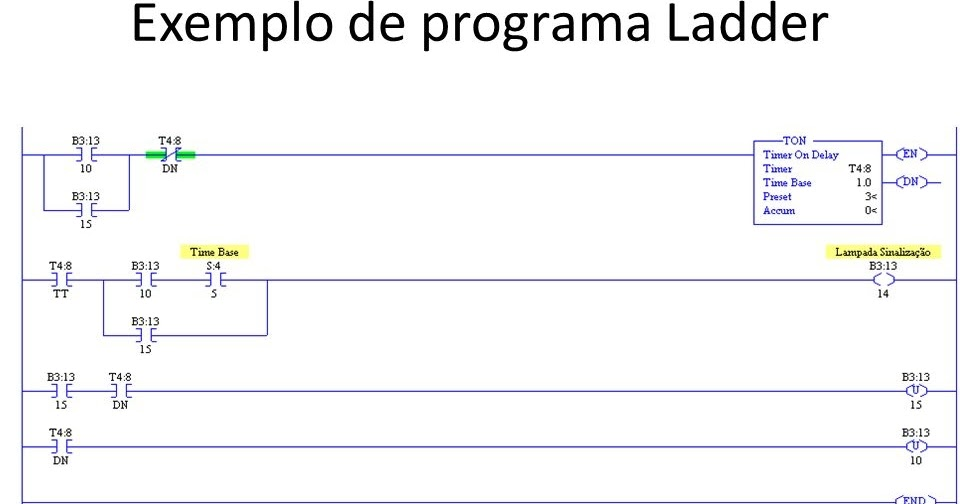 Exemplo de programa Ladder
B3:13
10
T4:8
DN
B3:13
15
TON
Timer On Delay
Timer T4:8
Time Base 1.0
Preset 3<
Accum 0<
EN
DN
T4:8
TT
B3:13
10
Time Base
S:4
5
B3:13
15
Lampada Sinalização
B3:13
14
B3:13
15
T4:8
DN
B3:13
U
15
T4:8
DN
B3:13
U
10
END